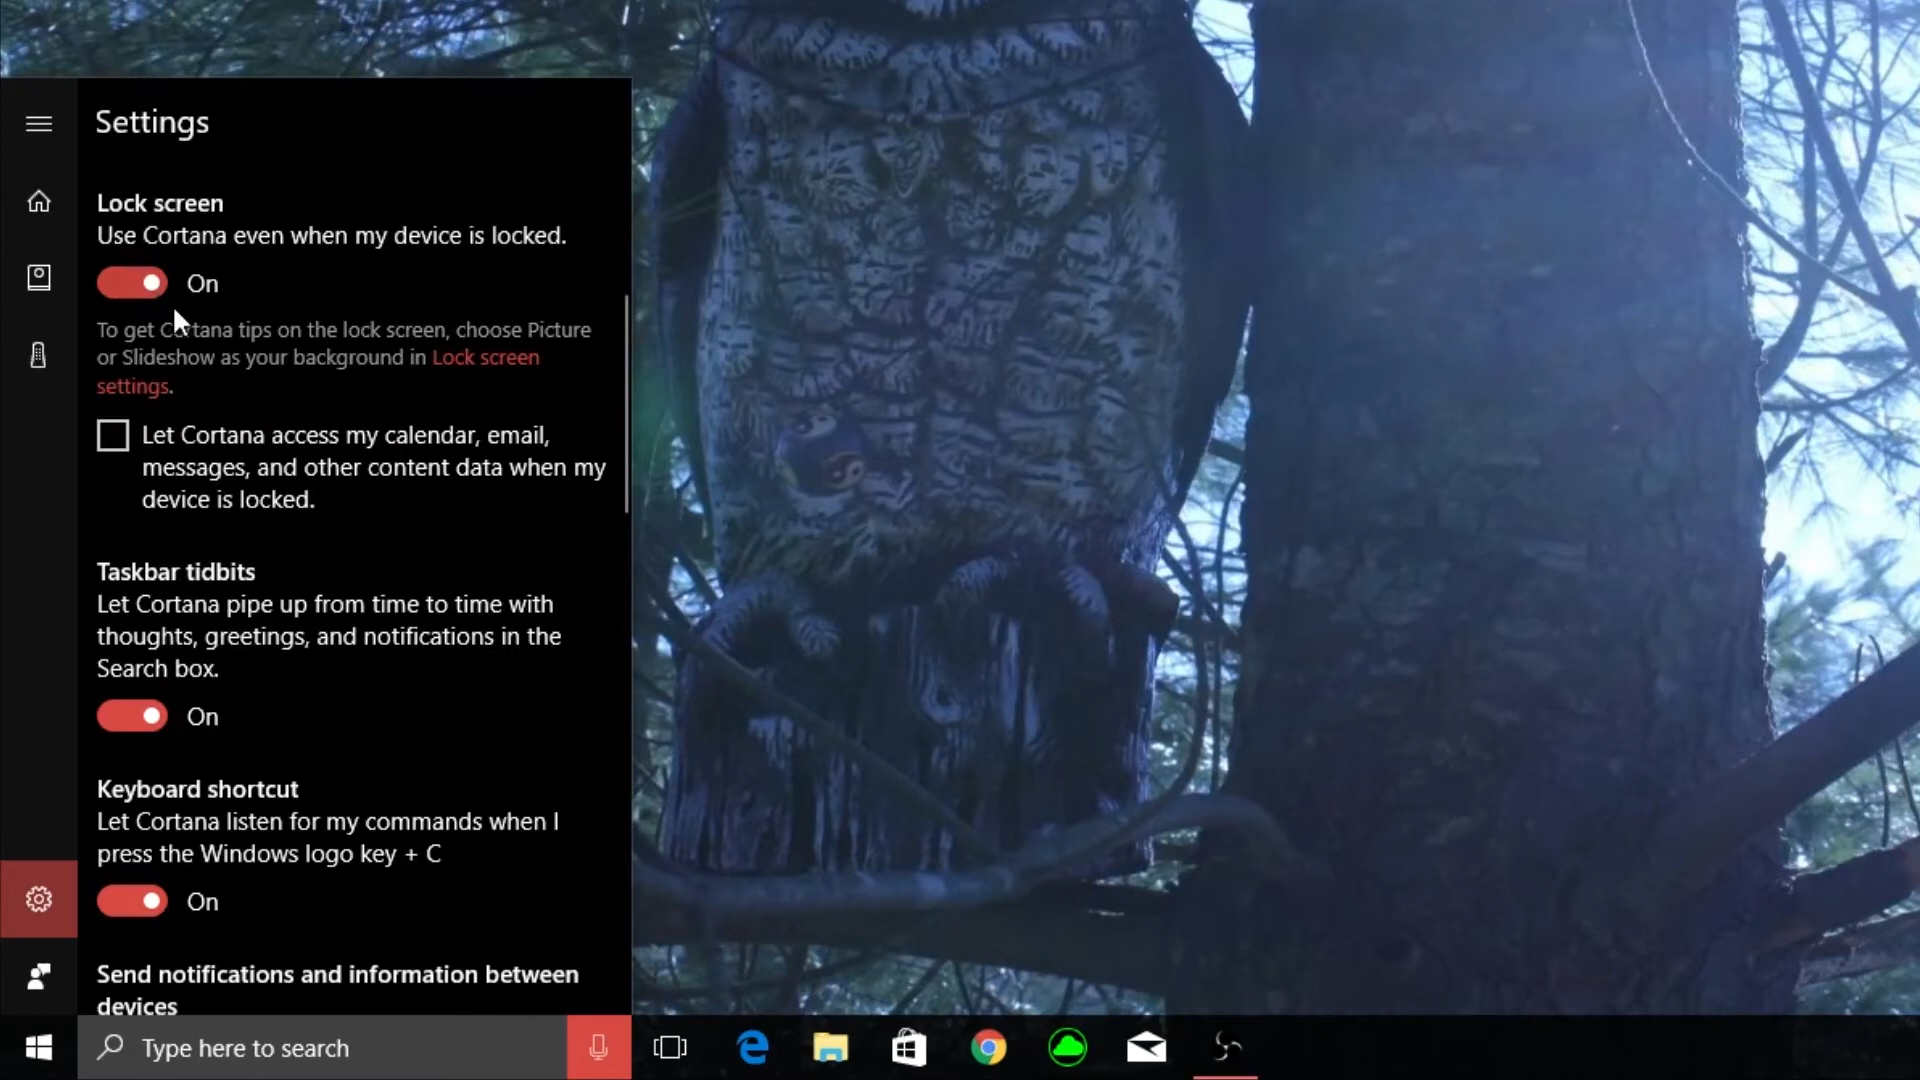 Settings
Lock screen
Use Cortana even when my device is locked.
On
To get Cortana tips on the lock screen, choose Picture
or Slideshow as your background in Lock screen
settings.
Let Cortana access my calendar, email,
messages, and other content data when my
device is locked.
Taskbar tidbits
Let Cortana pipe up from time to time with
thoughts, greetings, and notifications in the
Search box.
On
Keyboard shortcut
Let Cortana listen for my commands when I
press the Windows logo key + C
On
Send notifications and information between
devices
Type here to search